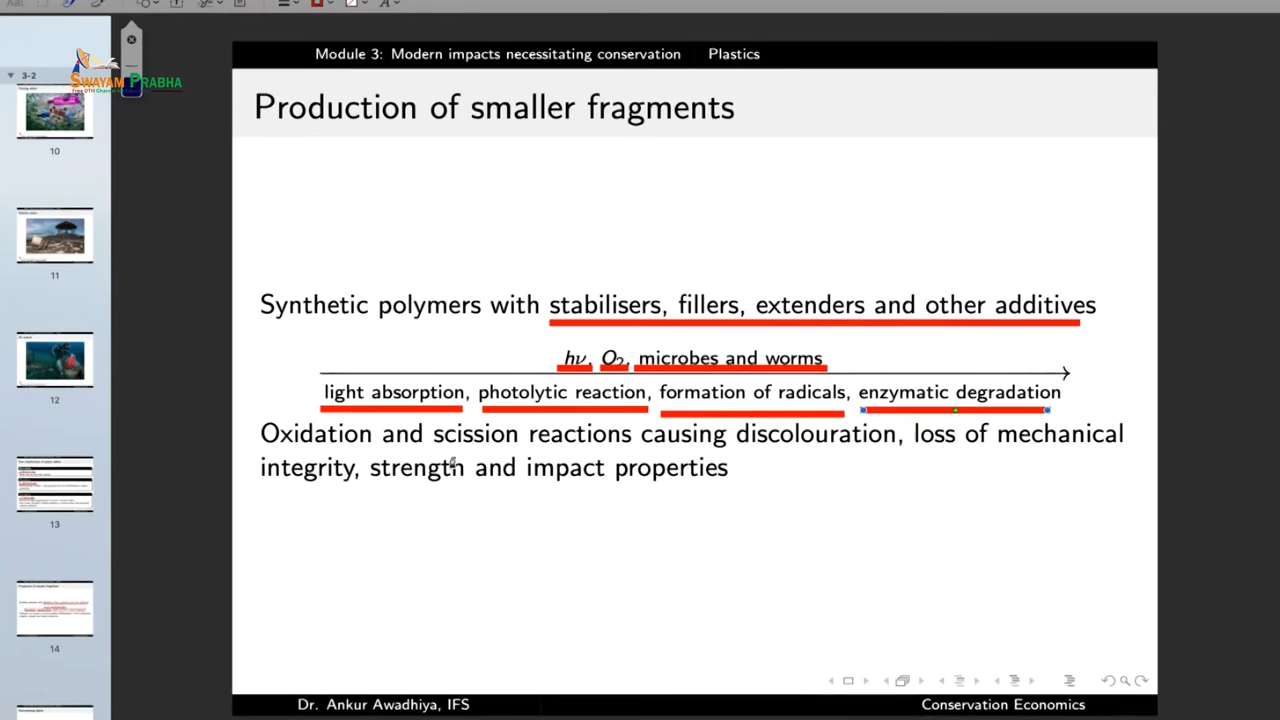 Module 3: Modern impacts necessitating conservation Plastics
3-2
SWAYAM PRABHA
Production of smaller fragments
10
11
12
13
14
Synthetic polymers with stabilisers, fillers, extenders and other additives
hν, O₂, microbes and worms
light absorption, photolytic reaction, formation of radicals, enzymatic degradation
Oxidation and scission reactions causing discolouration, loss of mechanical
integrity, strength and impact properties
Dr. Ankur Awadhiya, IFS Conservation Economics